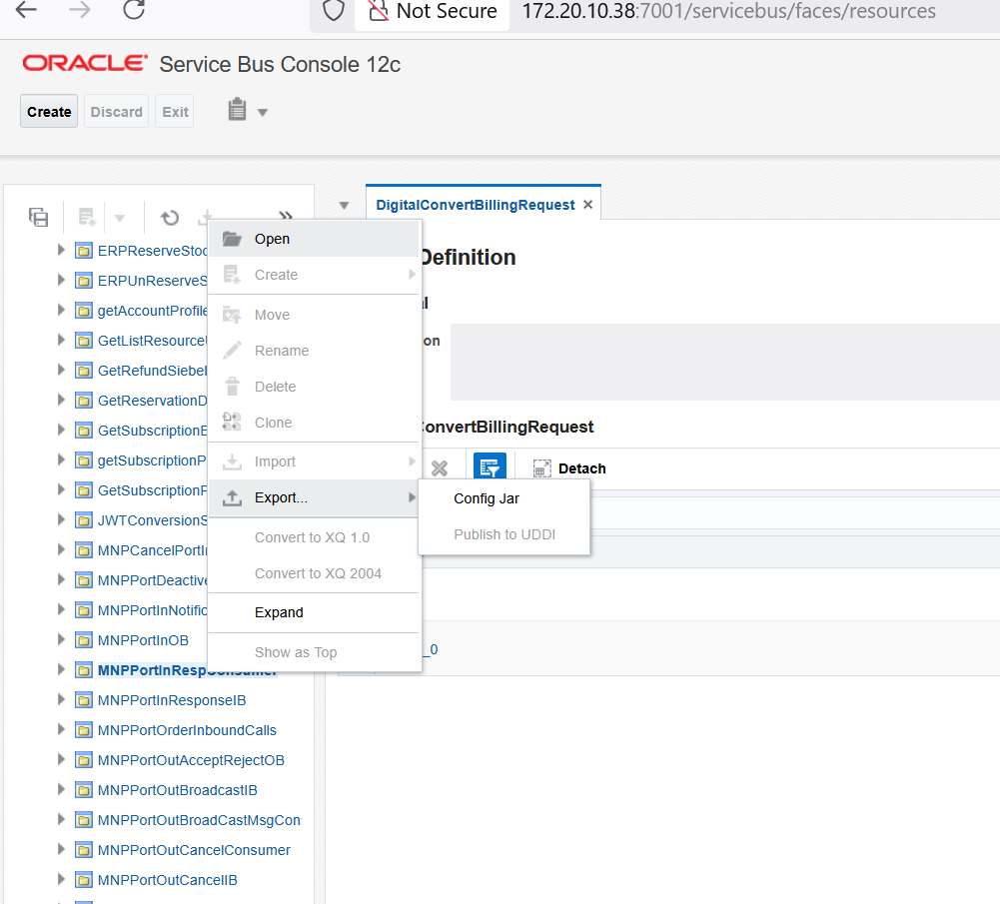 Not Secure
172.20.10.38:7001/servicebus/faces/resources
ORACLE Service Bus Console 12c
Create Discard Exit
DigitalConvertBillingRequest
ERPReserveStoc
ERPUnReserveS
getAccountProfile
GetListResource
GetRefundSiebel
GetReservationD
GetSubscriptionE
getSubscriptionP
GetSubscriptionP
JWTConversionS
MNPCancelPortIn
MNPPortDeactive
MNPPortInNotific
MNPPortInOB
MNPPortInRespConsumer
MNPPortInResponseIB
MNPPortOrderInboundCalls
MNPPortOutAcceptRejectOB
MNPPortOutBroadcastIB
MNPPortOutBroadCastMsgCon
MNPPortOutCancelConsumer
MNPPortOutCancelIB
Open
Create
Move
Rename
Delete
Clone
Import
Export...
Convert to XQ 1.0
Convert to XQ 2004
Expand
Show as Top
Config Jar
Publish to UDDI
Definition
al
on
ConvertBillingRequest
Detach
_0